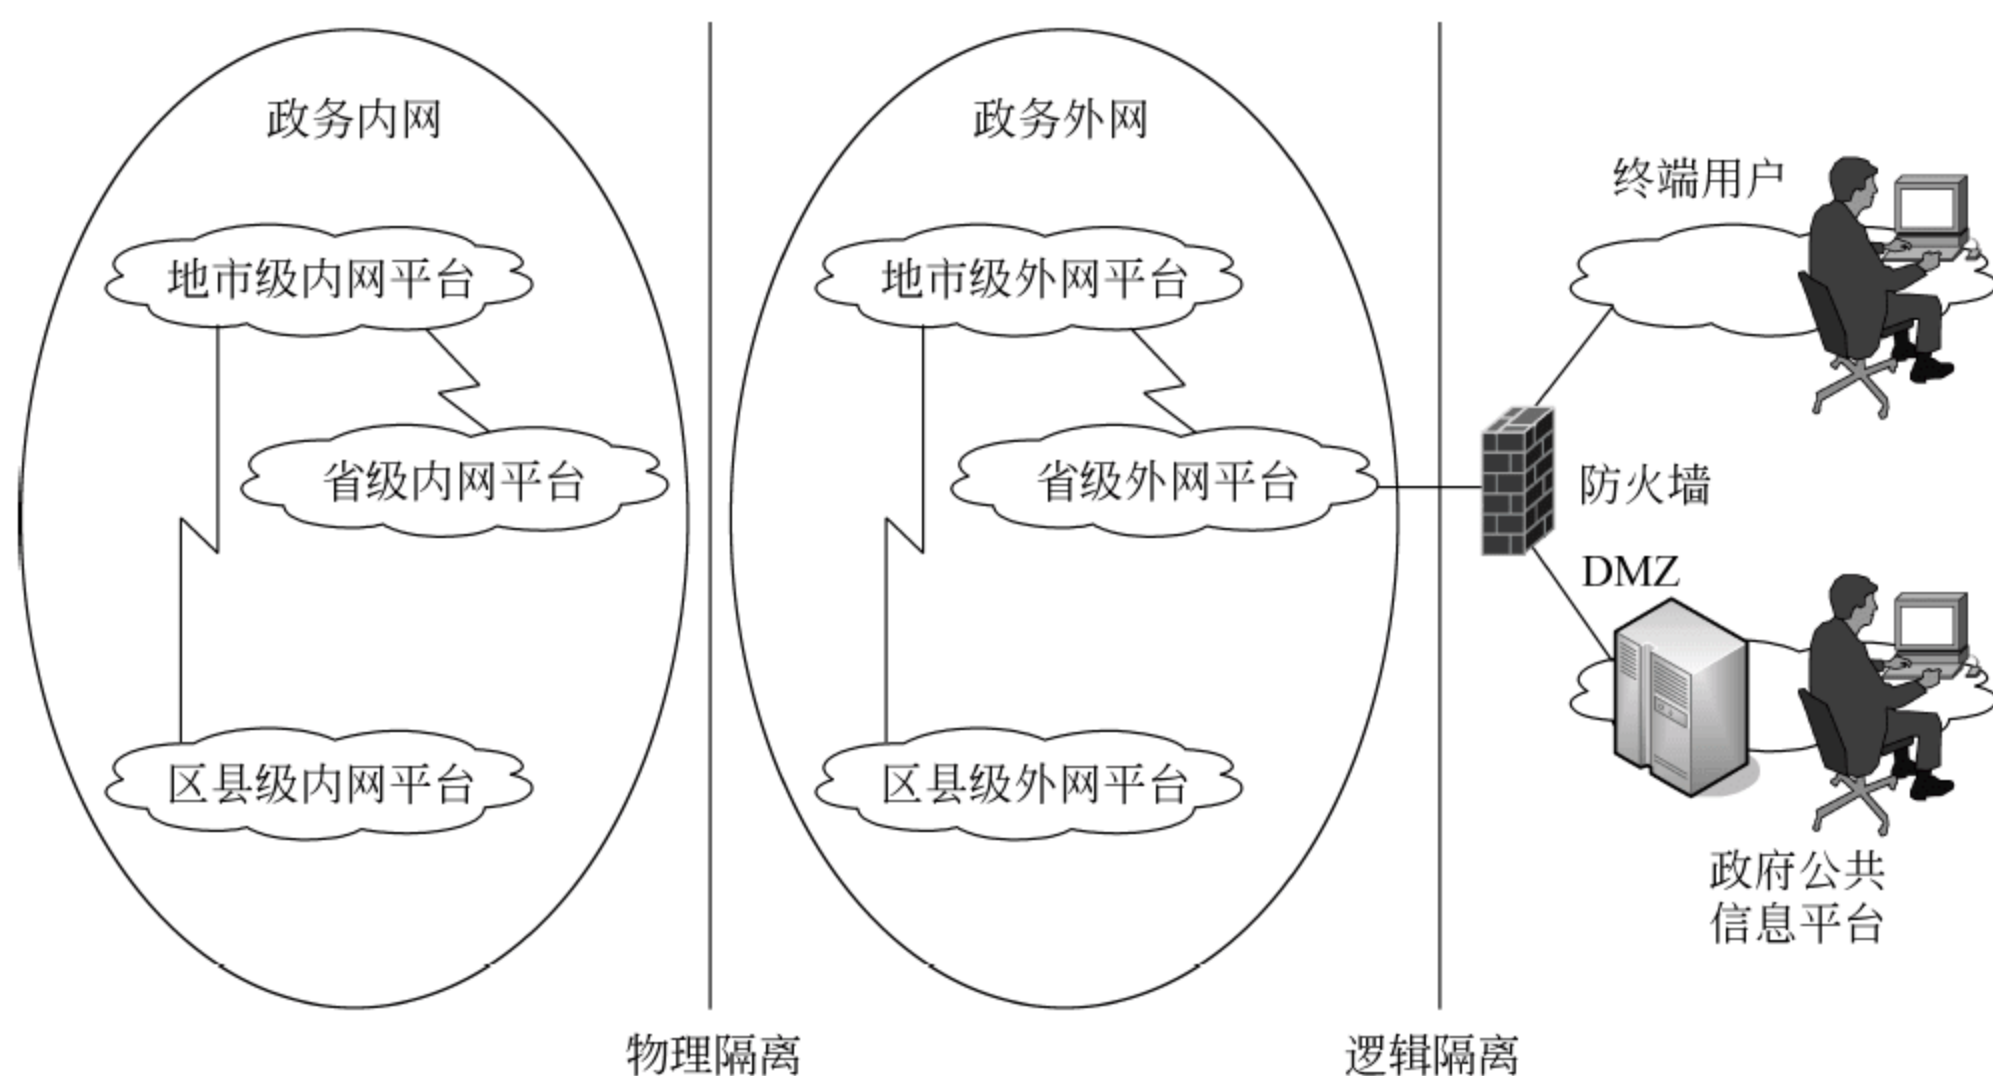 政务内网
地市级内网平台
省级内网平台
区县级内网平台
物理隔离
政务外网
地市级外网平台
省级外网平台
区县级外网平台
逻辑隔离
终端用户
防火墙
DMZ
政府公共
信息平台